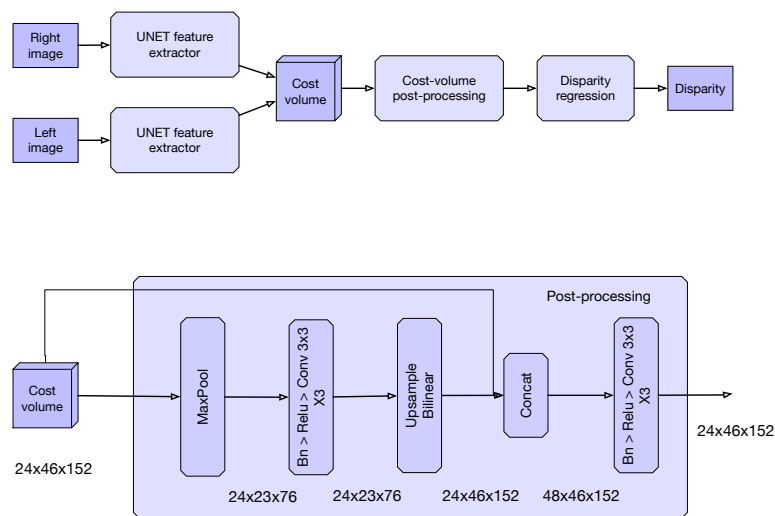 Right
image
UNET feature
extractor
Cost
volume
Cost-volume
post-processing
Disparity
regression
Disparity
Left
image
UNET feature
extractor
Post-processing
Cost
volume
MaxPool
Bn > Relu > Conv 3x3
X3
Upsample
Bilinear
Concat
Bn > Relu > Conv 3x3
X3
24x46x152
24x23x76
24x23x76
24x46x152
48x46x152
24x46x152